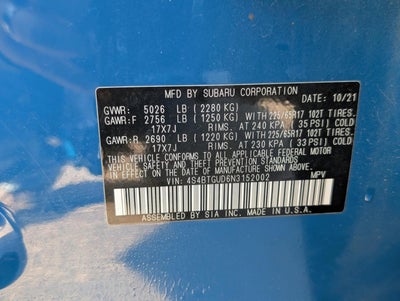 MFD BY SUBARU CORPORATION
DATE: 10/21
GVWR: 5026 LB (2280 KG)
GAWR:F 2756 LB (1250 KG) WITH 225/65R17 102T TIRES.
17X7J RIMS. AT 240 KPA (35 PSI) COLD
GAWR:R 2690 LB (1220 KG) WITH 225/65R17 102T TIRES.
17X7J RIMS. AT 230 KPA (33 PSI) COLD
THIS VEHICLE CONFORMS TO ALL APPLICABLE FEDERAL MOTOR
VEHICLE SAFETY AND THEFT PREVENTION STANDARDS
IN EFFECT ON THE DATE OF MANUFACTURE SHOWN ABOVE.
VIN: 4S4BTGUD6N3152002 MPV
ASSEMBLED BY SIA INC. MADE IN U.S.A.